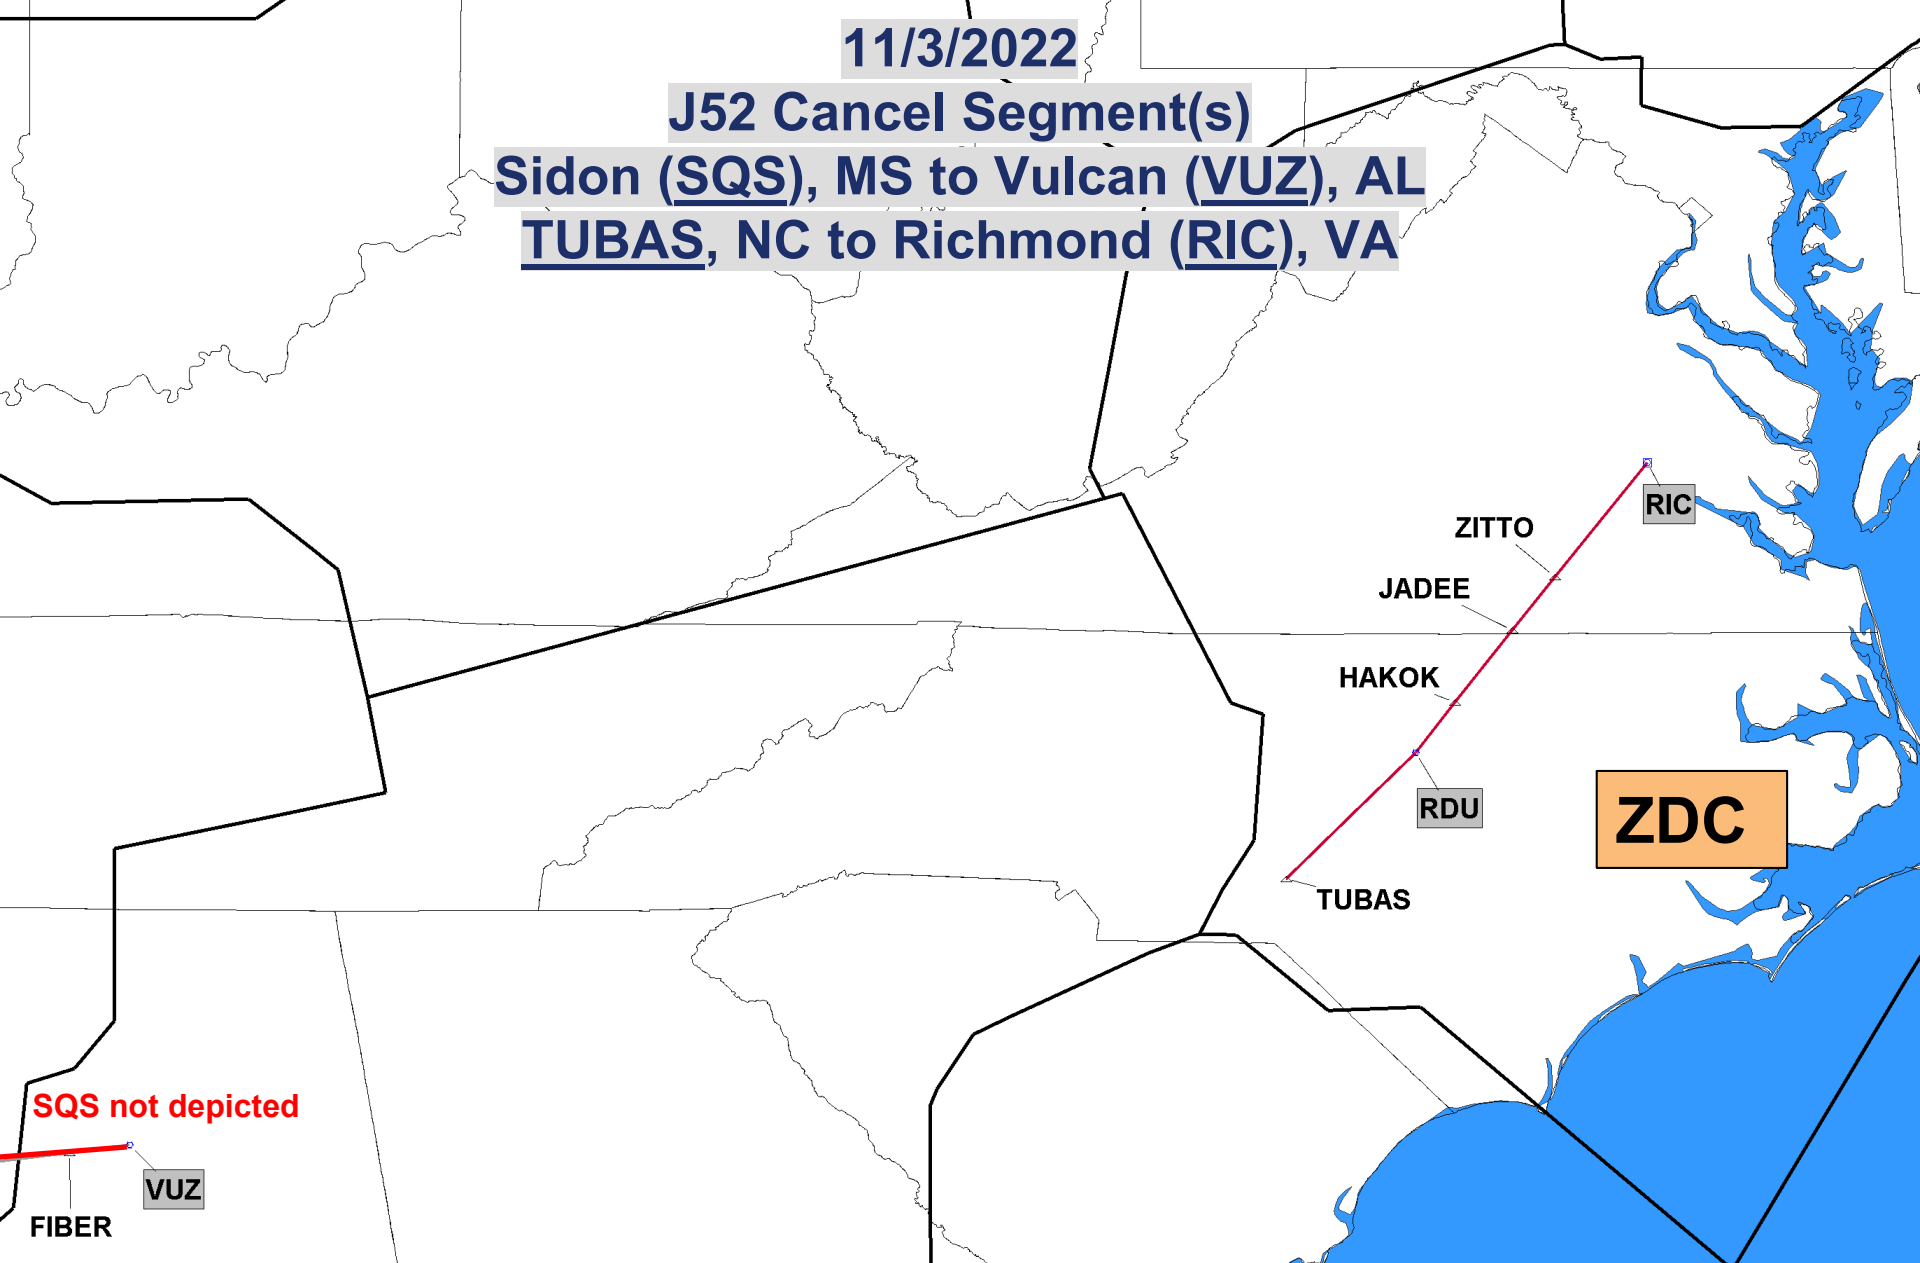 11/3/2022
J52 Cancel Segment(s)
Sidon (SQS), MS to Vulcan (VUZ), AL
TUBAS, NC to Richmond (RIC), VA
RIC
ZITTO
JADEE
HAKOK
RDU
ZDC
TUBAS
SQS not depicted
VUZ
FIBER